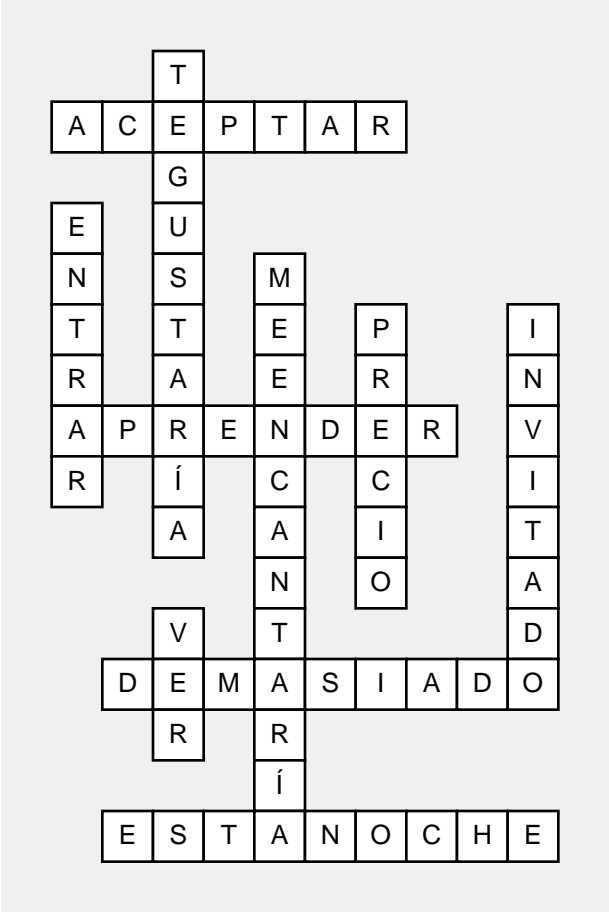 TEGUSTARÍA
ACEPTAR
ENTRAR
MEENCANTARÍA
PRECIO
INVITADO
APRENDER
VER
DEMASIADO
ESTANOCHE